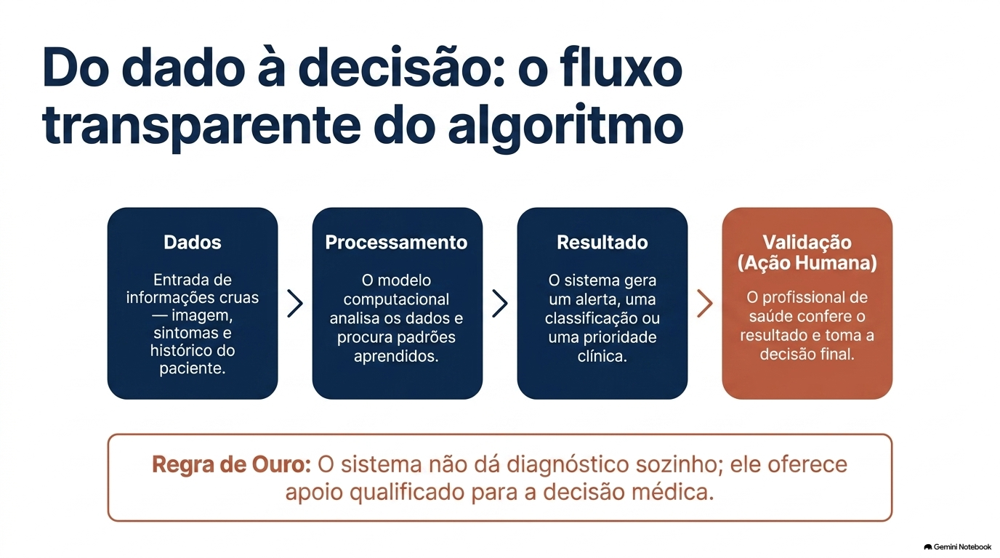 Do dado à decisão: o fluxo
transparente do algoritmo
Dados
Entrada de
informações cruas
— imagem,
sintomas e
histórico do
paciente.
Processamento
O modelo
computacional
analisa os dados e
procura padrões
aprendidos.
Resultado
O sistema gera
um alerta, uma
classificação ou
uma prioridade
clínica.
Validação
(Ação Humana)
O profissional de
saúde confere o
resultado e toma a
decisão final.
Regra de Ouro: O sistema não dá diagnóstico sozinho; ele oferece
apoio qualificado para a decisão médica.
Gemini Notebook